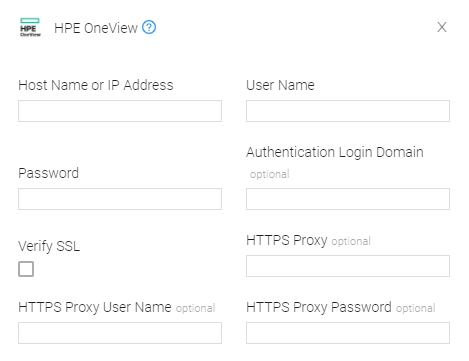 HPE OneView
HPE OneView ?
X
Host Name or IP Address
User Name
Password
Authentication Login Domain
optional
Verify SSL
HTTPS Proxy optional
HTTPS Proxy User Name optional
HTTPS Proxy Password optional